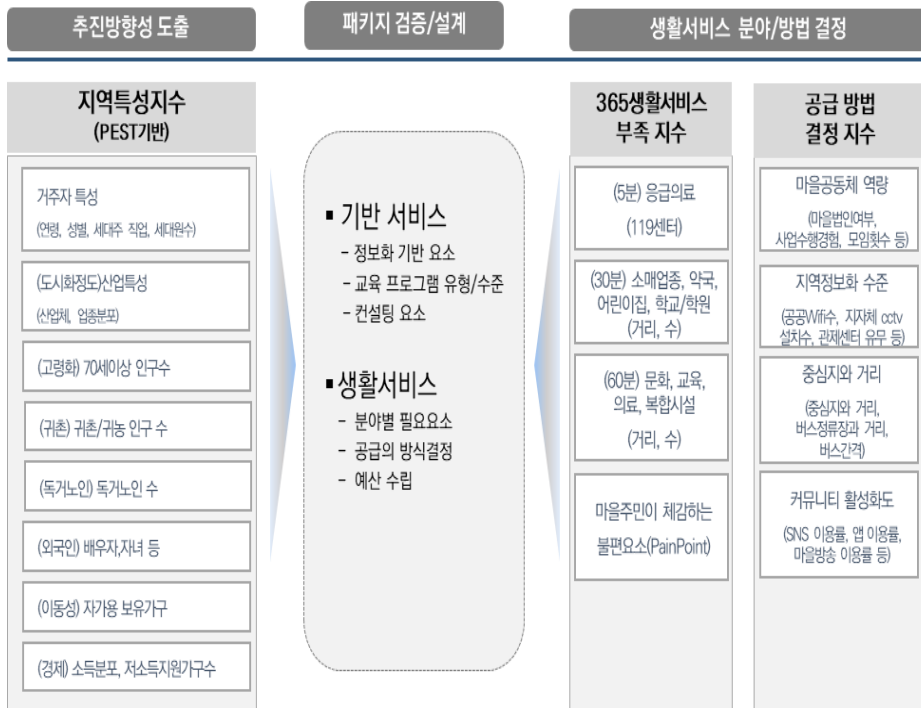 추진방향성 도출
패키지 검증/설계
생활서비스 분야/방법 결정
지역특성지수
(PEST기반)
거주자 특성
(연령, 성별, 세대주 직업, 세대원수)
(도시화정도)산업특성
(산업체, 업종분포)
(고령화) 70세이상 인구수
(귀촌) 귀촌/귀농 인구 수
(독거노인) 독거노인 수
(외국인) 배우자,자녀 등
(이동성) 자가용 보유가구
(경제) 소득분포, 저소득지원가구수
▪ 기반 서비스
- 정보화 기반 요소
- 교육 프로그램 유형/수준
- 컨설팅 요소
▪ 생활서비스
- 분야별 필요요소
- 공급의 방식결정
- 예산 수립
365생활서비스
부족 지수
(5분) 응급의료
(119센터)
(30분) 소매업종, 약국,
어린이집, 학교/학원
(거리, 수)
(60분) 문화, 교육,
의료, 복합시설
(거리, 수)
마을주민이 체감하는
불편요소(PainPoint)
공급 방법
결정 지수
마을공동체 역량
(마을법인여부,
사업수행경험, 모임횟수 등)
지역정보화 수준
(공공Wifi수, 지자체 cctv
설치수, 관제센터 유무 등)
중심지와 거리
(중심지와 거리,
버스정류장과 거리,
버스간격)
커뮤니티 활성화도
(SNS 이용률, 앱 이용률,
마을방송 이용률 등)